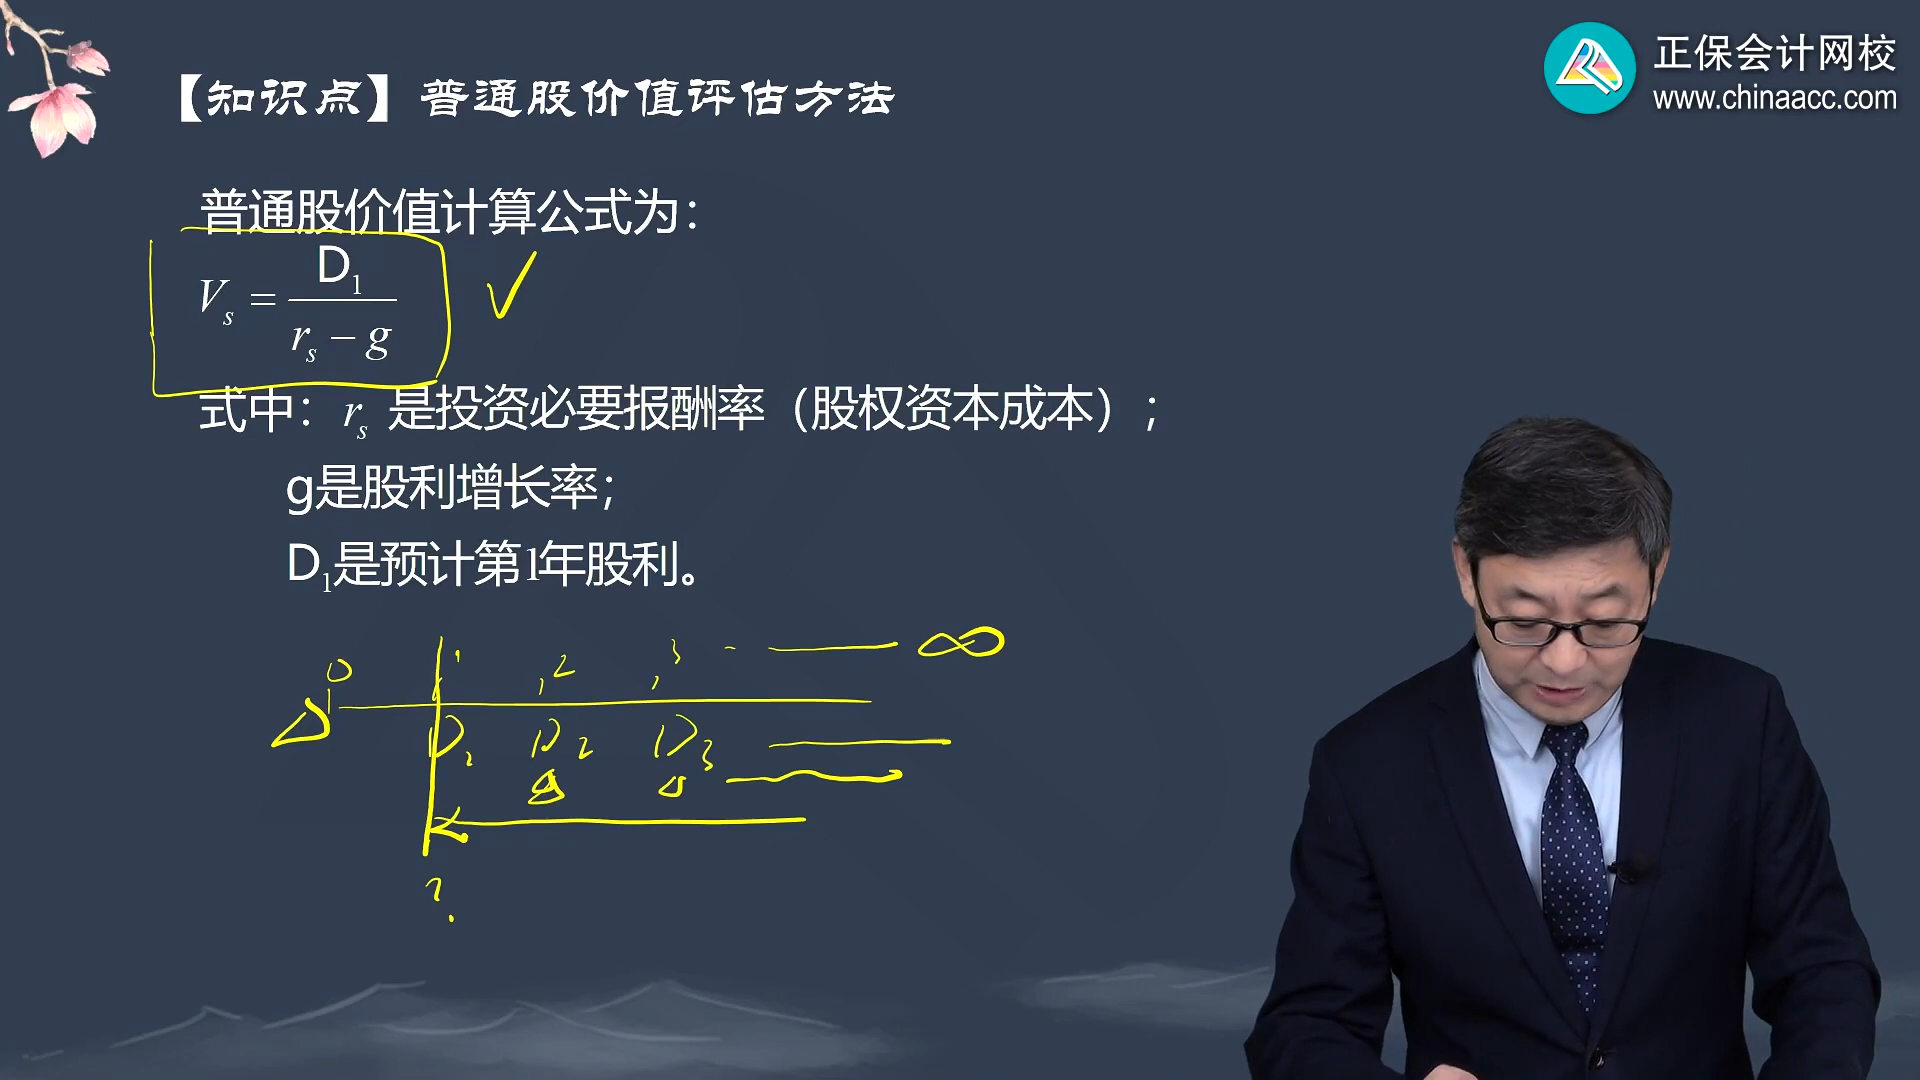 正保会计网校
www.chinaacc.com
【知识点】普通股价值评估方法
普通股价值计算公式为：
Vₛ = D₁ / (rₛ − g)
式中：rₛ 是投资必要报酬率（股权资本成本）；
g是股利增长率；
D₁是预计第1年股利。
0 1 2 3 ∞
D₁ D₂ D₃
?